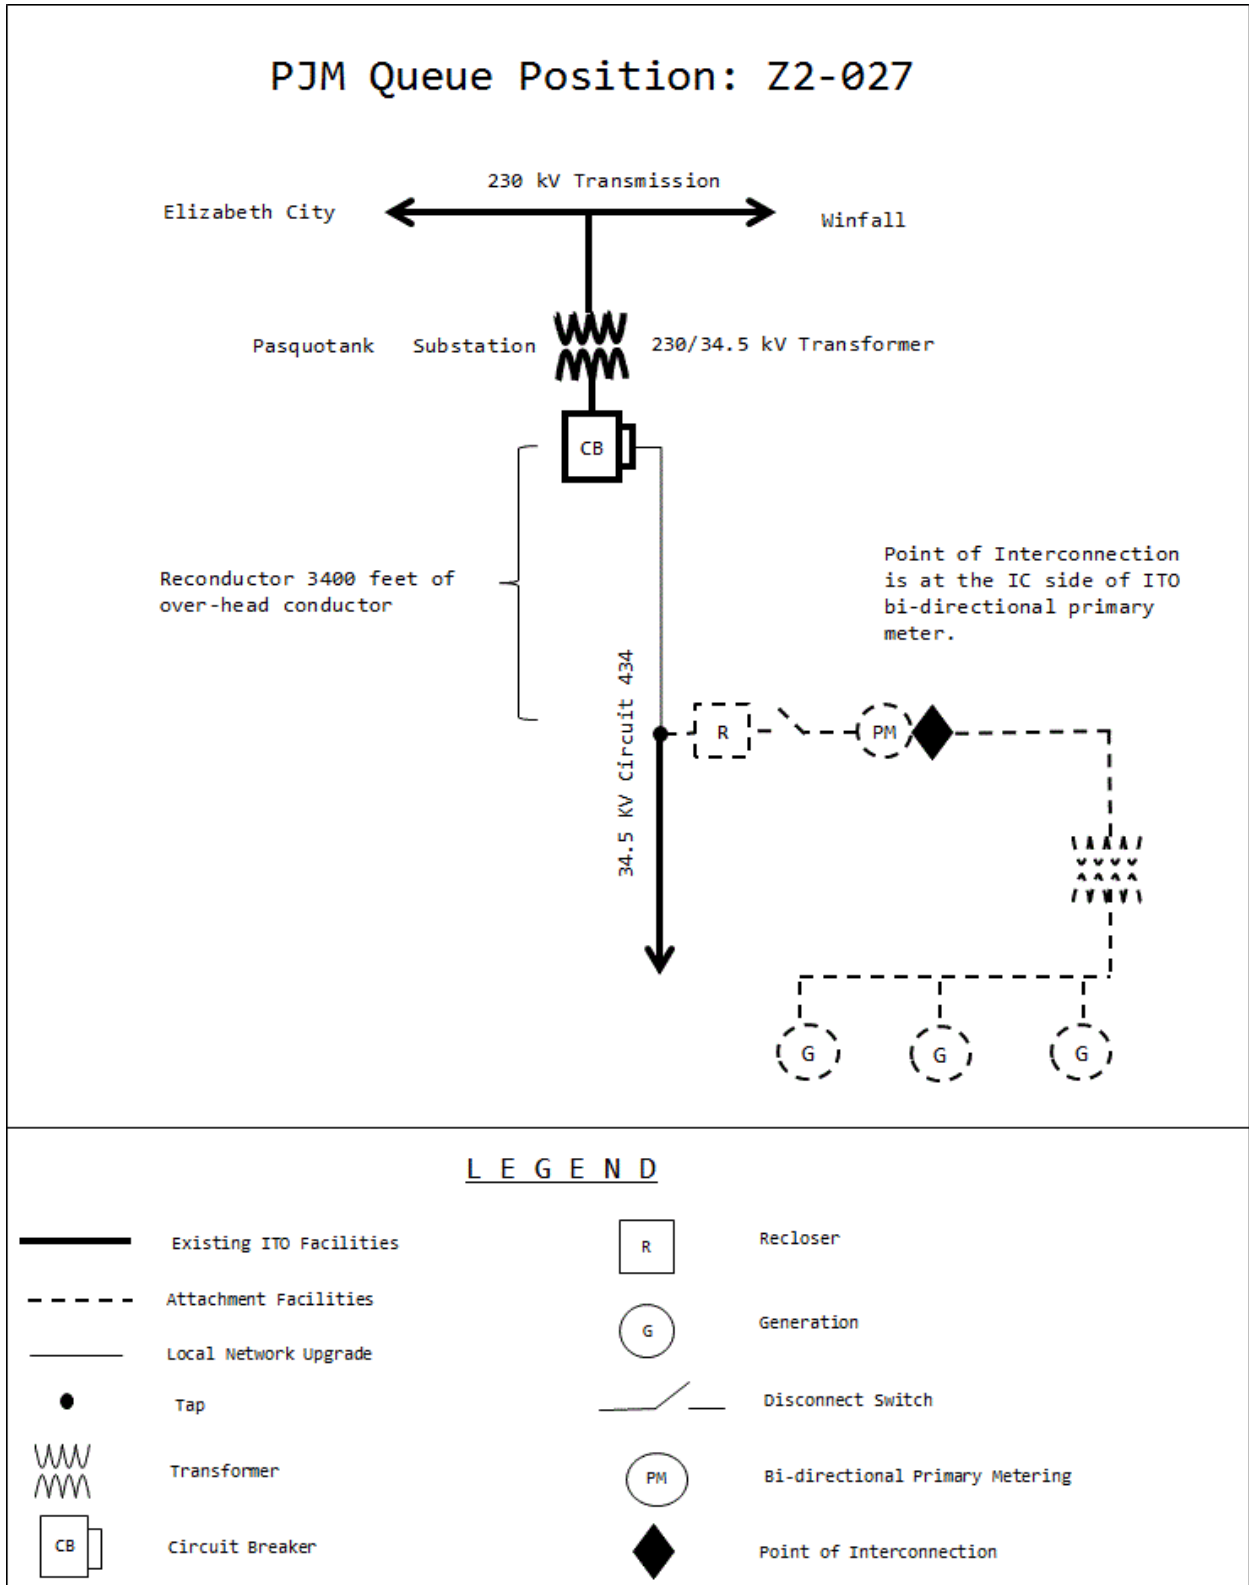 PJM Queue Position: Z2-027
230 kV Transmission
Elizabeth City
Winfall
Pasquotank Substation
230/34.5 kV Transformer
CB
Reconductor 3400 feet of
over-head conductor
Point of Interconnection
is at the IC side of ITO
bi-directional primary
meter.
34.5 KV Circuit 434
R
PM
G
G
G
LEGEND
Existing ITO Facilities
Attachment Facilities
Local Network Upgrade
Tap
Transformer
CB
Circuit Breaker
R
Recloser
G
Generation
Disconnect Switch
PM
Bi-directional Primary Metering
Point of Interconnection